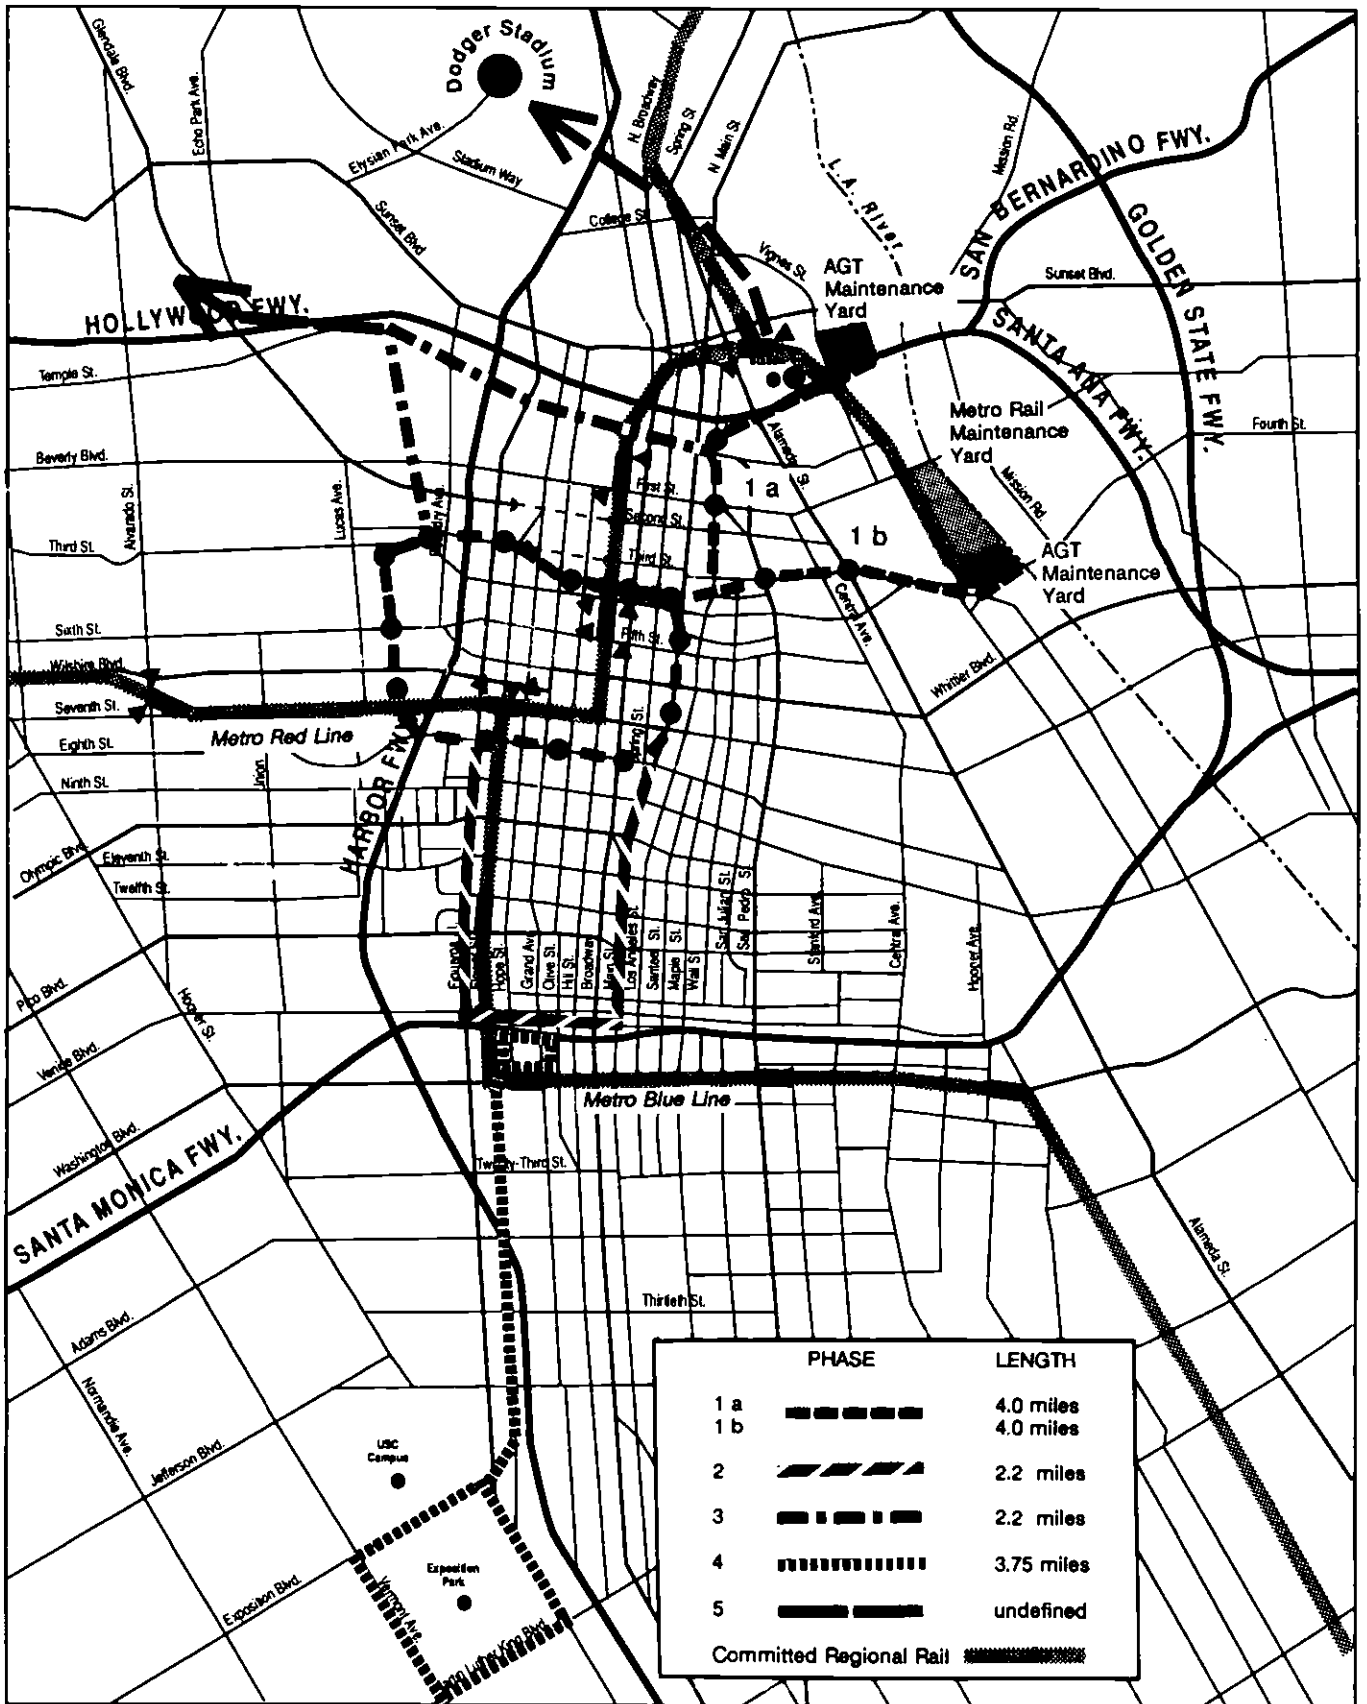 Glendale Blvd.
Echo Park Ave.
Dodger Stadium
Elysian Park Ave.
Stadium Way
Sunset Blvd
N. Broadway
Spring St
N Main St
College St.
L.A. River
Mission Rd.
SAN BERNARDINO FWY.
GOLDEN STATE FWY.
Vignes St.
AGT
Maintenance
Yard
Sunset Blvd.
HOLLYWOOD FWY.
SANTA ANA FWY.
Temple St.
Metro Rail
Maintenance
Yard
Fourth St.
Alameda St.
Beverly Blvd.
Alvarado St.
Lucas Ave.
First St.
1 a
Second St.
Mission Rd.
1 b
Third St.
Third St.
AGT
Maintenance
Yard
Central Ave.
Sixth St.
Fifth St.
Wilshire Blvd
Whittier Blvd.
Seventh St.
Metro Red Line
Spring St.
Eighth St.
HARBOR FWY.
Union
Ninth St.
Olympic Blvd.
Eleventh St.
Twelfth St.
Figueroa
Hope St.
Grand Ave.
Olive St.
Hill St.
Broadway
Main St.
Los Angeles St.
Santee St.
Maple St.
Wall St.
San Julian St.
San Pedro St.
Stanford Ave.
Central Ave.
Hooper Ave.
Pico Blvd.
Hoover St.
Venice Blvd.
Metro Blue Line
Washington Blvd.
SANTA MONICA FWY.
Twenty-Third St.
Alameda St.
Thirtieth St.
Adams Blvd.
Normandie Ave.
Jefferson Blvd.
USC
Campus
Exposition
Park
Exposition Blvd.
Vermont Ave.
Martin Luther King Blvd.
PHASE LENGTH
1 a 4.0 miles
1 b 4.0 miles
2 2.2 miles
3 2.2 miles
4 3.75 miles
5 undefined
Committed Regional Rail